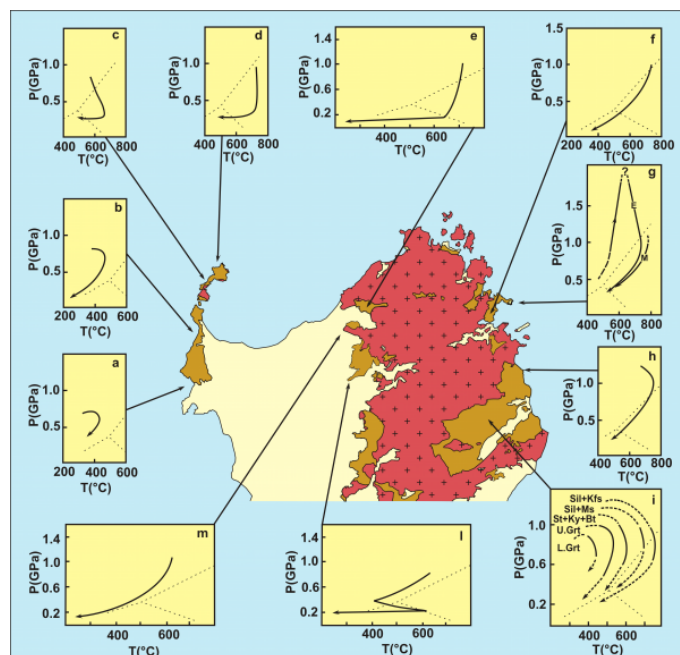 c
P(GPa)
1.0
0.5
400 600 800
T(°C)
d
P(GPa)
1.0
0.5
400 600 800
T(°C)
e
P(GPa)
1.6
1.2
0.8
0.4
400 600
T(°C)
f
P(GPa)
1.5
1.0
0.5
200 400 600 800
T(°C)
g
?
E
M
P(GPa)
1.5
1.0
0.5
400 600 800
T(°C)
b
P(GPa)
1.0
0.5
200 400 600
T(°C)
a
P(GPa)
1.0
0.5
200 400 600
T(°C)
h
P(GPa)
1.0
0.5
400 600 800
T(°C)
m
P(GPa)
1.4
1.0
0.6
0.2
400 600
T(°C)
l
P(GPa)
1.4
1.0
0.6
0.2
400 600
T(°C)
i
Sil+Kfs
Sil+Ms
St+Ky+Bt
U.Grt
L.Grt
P(GPa)
1.0
0.6
0.2
400 600 800
T(°C)